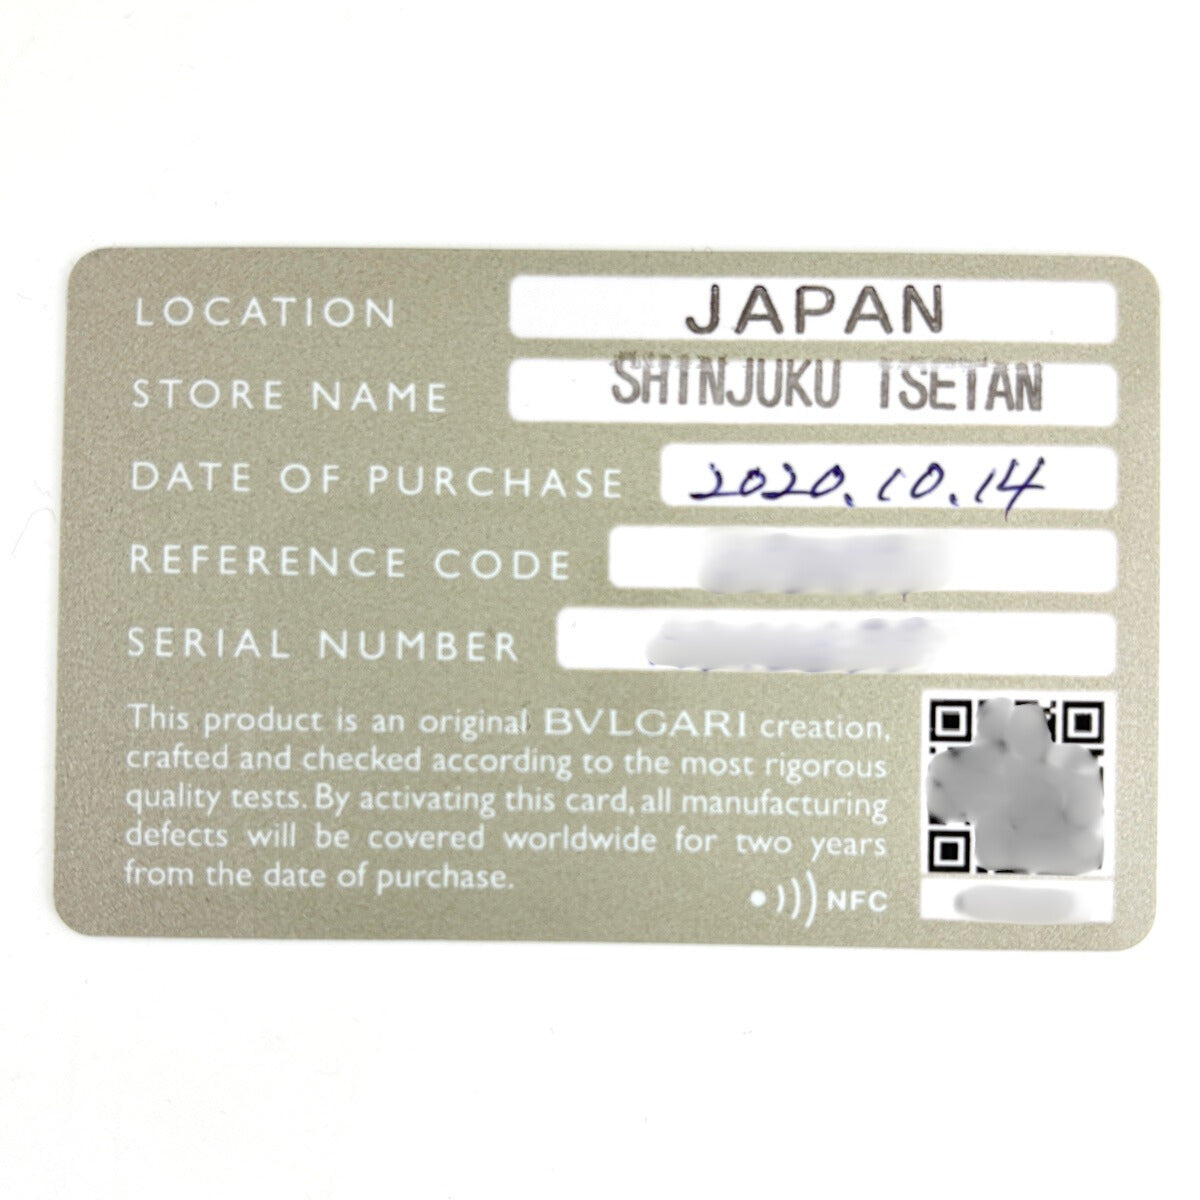 LOCATION JAPAN
STORE NAME SHINJUKU ISETAN
DATE OF PURCHASE 2020.10.14
REFERENCE CODE
SERIAL NUMBER
This product is an original BVLGARI creation,
crafted and checked according to the most rigorous
quality tests. By activating this card, all manufacturing
defects will be covered worldwide for two years
from the date of purchase.
NFC